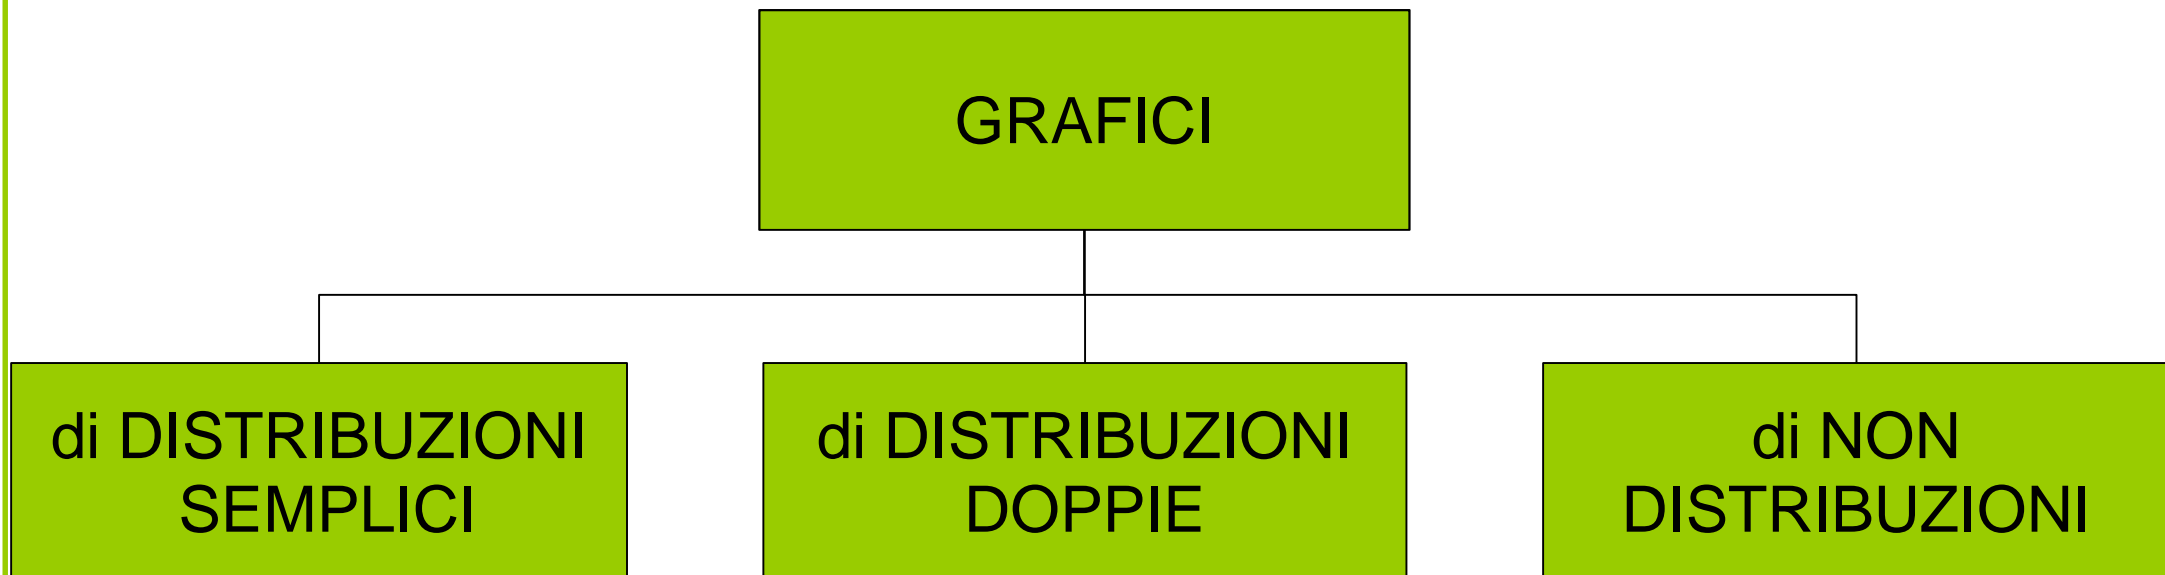 GRAFICI
di DISTRIBUZIONI
SEMPLICI
di DISTRIBUZIONI
DOPPIE
di NON
DISTRIBUZIONI